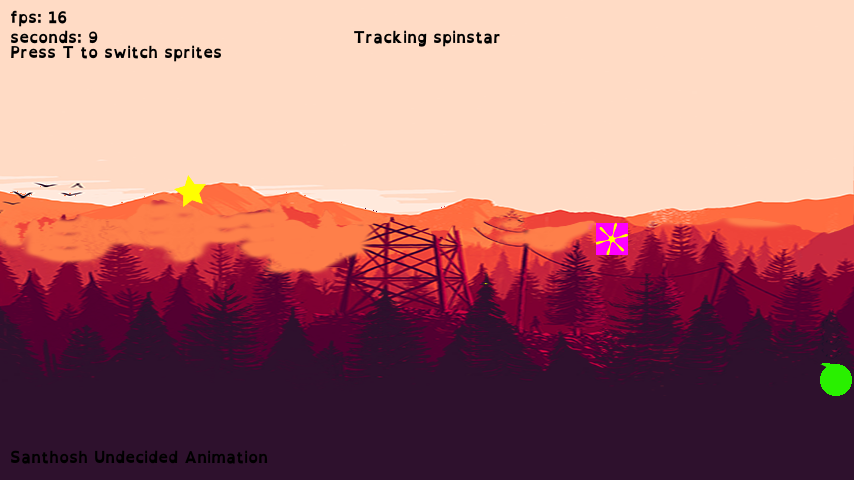 fps: 16
seconds: 9
Tracking spinstar
Press T to switch sprites
Santhosh Undecided Animation